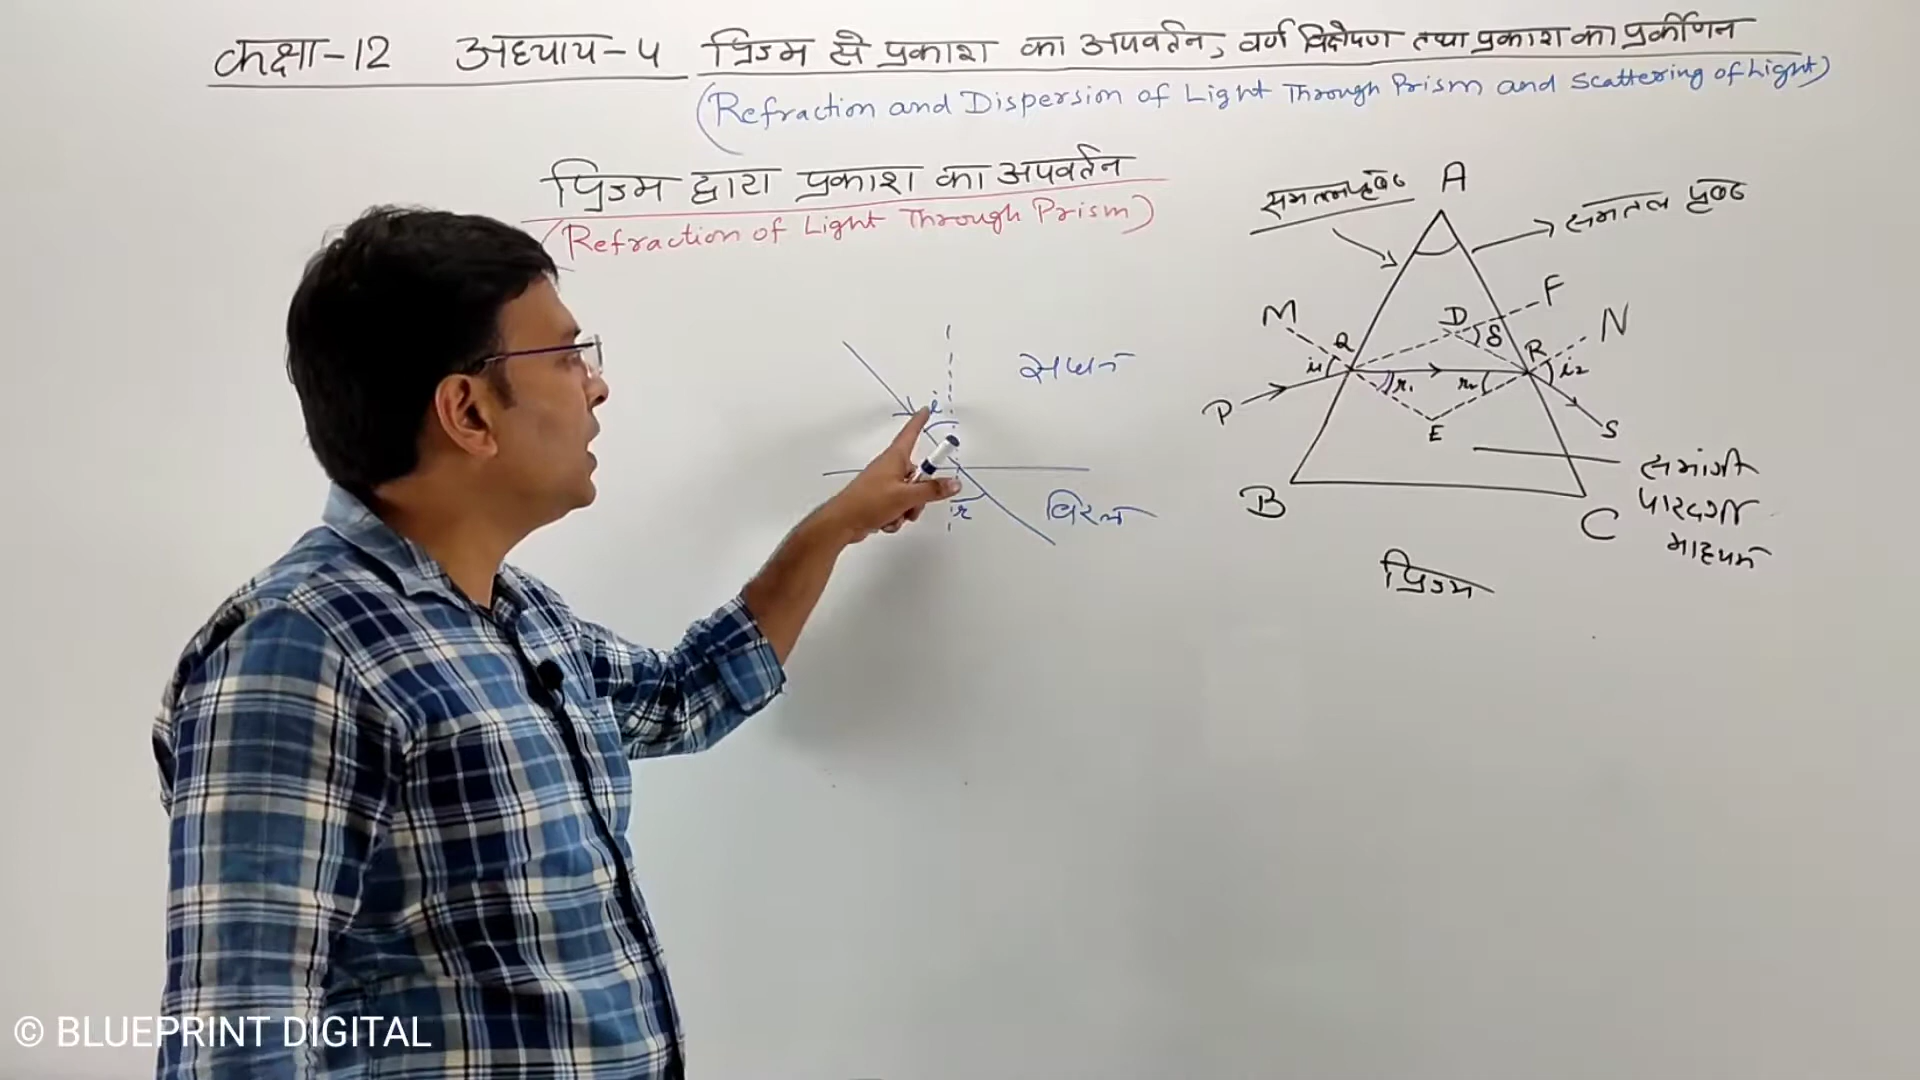 कक्षा-12 अध्याय-५ प्रिज्म से प्रकाश का अपवर्तन, वर्ण विक्षेपण तथा प्रकाश का प्रकीर्णन
(Refraction and Dispersion of Light Through Prism and Scattering of Light)
प्रिज्म द्वारा प्रकाश का अपवर्तन
(Refraction of Light Through Prism)
समतल पृष्ठ A समतल पृष्ठ
M D F N
Q δ R
i₁ r₁ r₂ i₂
P E S
B C
समांगी
पारदर्शी
माध्यम
प्रिज्म
सघन
i
r विरल
© BLUEPRINT DIGITAL